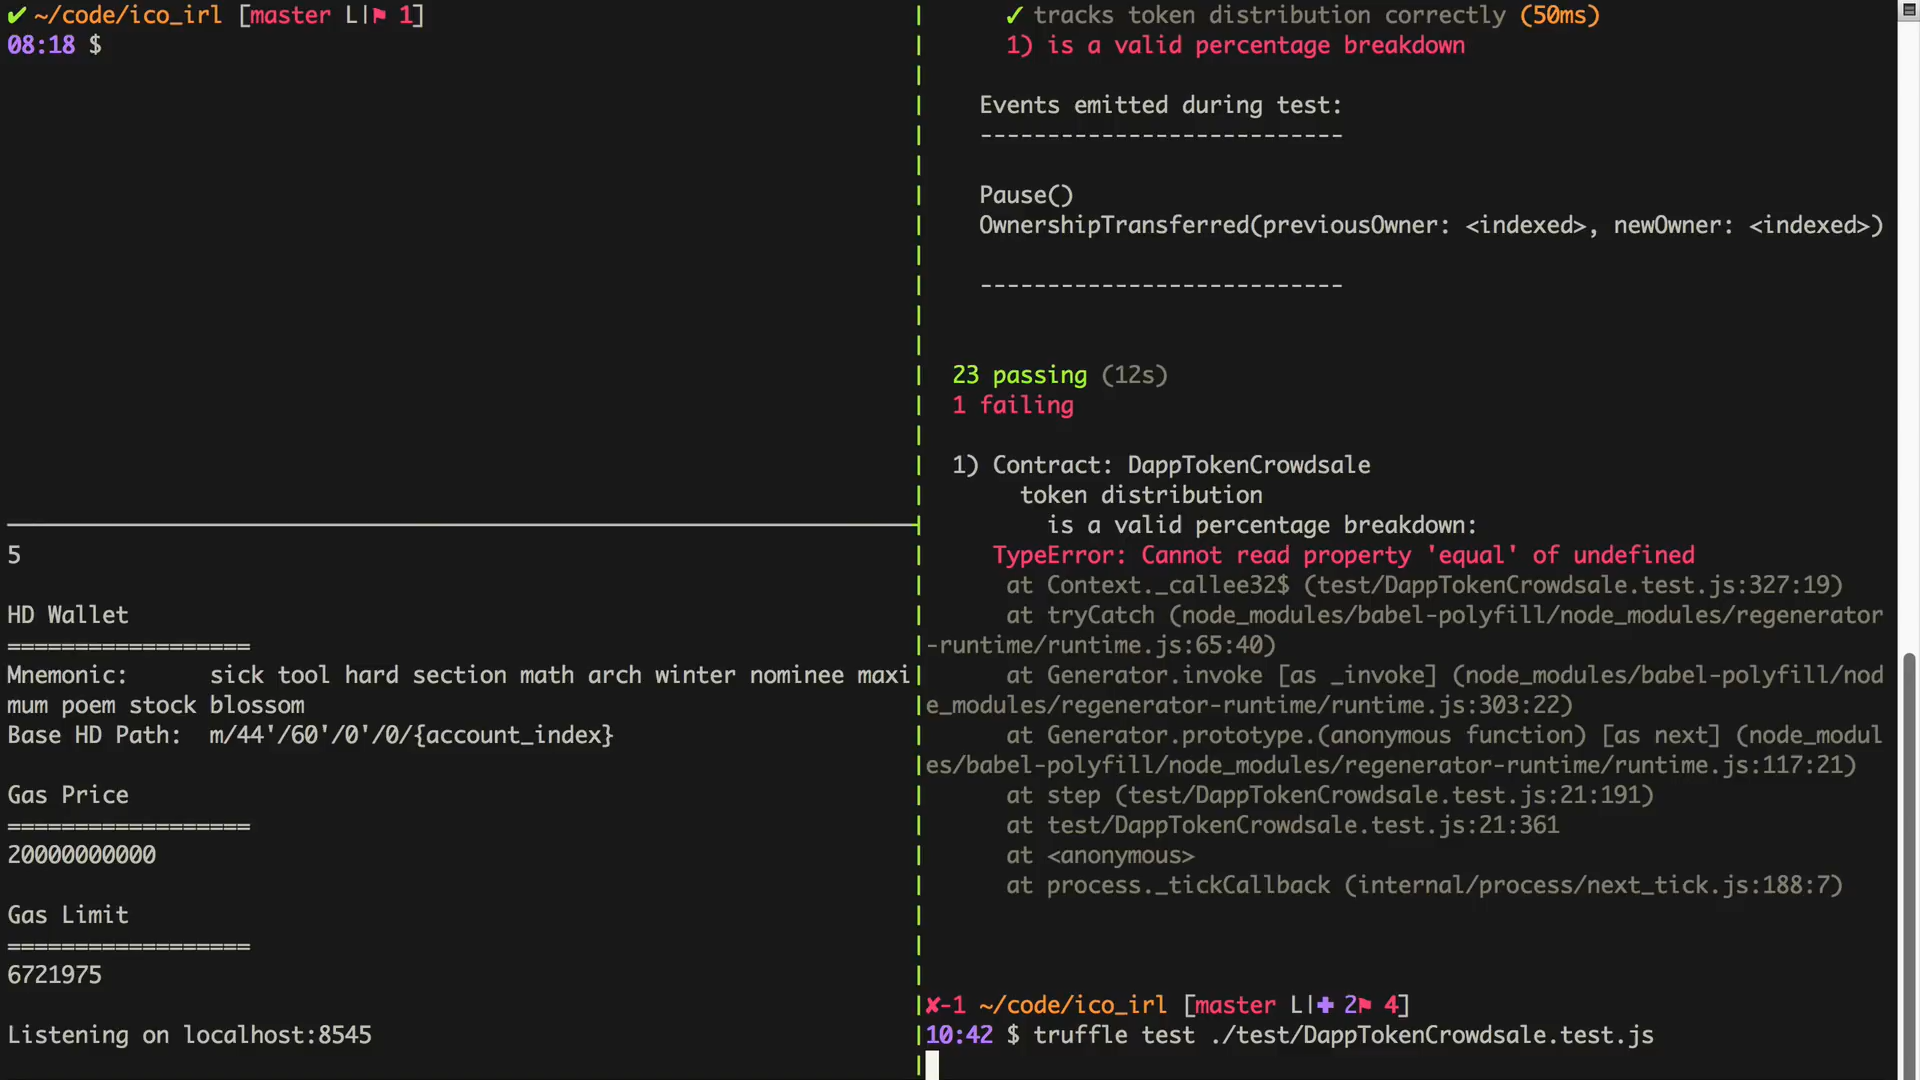 ✔ ~/code/ico_irl [master L|⚑ 1]
08:18 $
5
HD Wallet
==================
Mnemonic:      sick tool hard section math arch winter nominee maxi
mum poem stock blossom
Base HD Path:  m/44'/60'/0'/0/{account_index}
Gas Price
==================
20000000000
Gas Limit
==================
6721975
Listening on localhost:8545
✓ tracks token distribution correctly (50ms)
1) is a valid percentage breakdown
Events emitted during test:
---------------------------
Pause()
OwnershipTransferred(previousOwner: <indexed>, newOwner: <indexed>)
---------------------------
23 passing (12s)
1 failing
1) Contract: DappTokenCrowdsale
token distribution
is a valid percentage breakdown:
TypeError: Cannot read property 'equal' of undefined
at Context._callee32$ (test/DappTokenCrowdsale.test.js:327:19)
at tryCatch (node_modules/babel-polyfill/node_modules/regenerator
-runtime/runtime.js:65:40)
at Generator.invoke [as _invoke] (node_modules/babel-polyfill/nod
e_modules/regenerator-runtime/runtime.js:303:22)
at Generator.prototype.(anonymous function) [as next] (node_modul
es/babel-polyfill/node_modules/regenerator-runtime/runtime.js:117:21)
at step (test/DappTokenCrowdsale.test.js:21:191)
at test/DappTokenCrowdsale.test.js:21:361
at <anonymous>
at process._tickCallback (internal/process/next_tick.js:188:7)
✘-1 ~/code/ico_irl [master L|✚ 2⚑ 4]
10:42 $ truffle test ./test/DappTokenCrowdsale.test.js